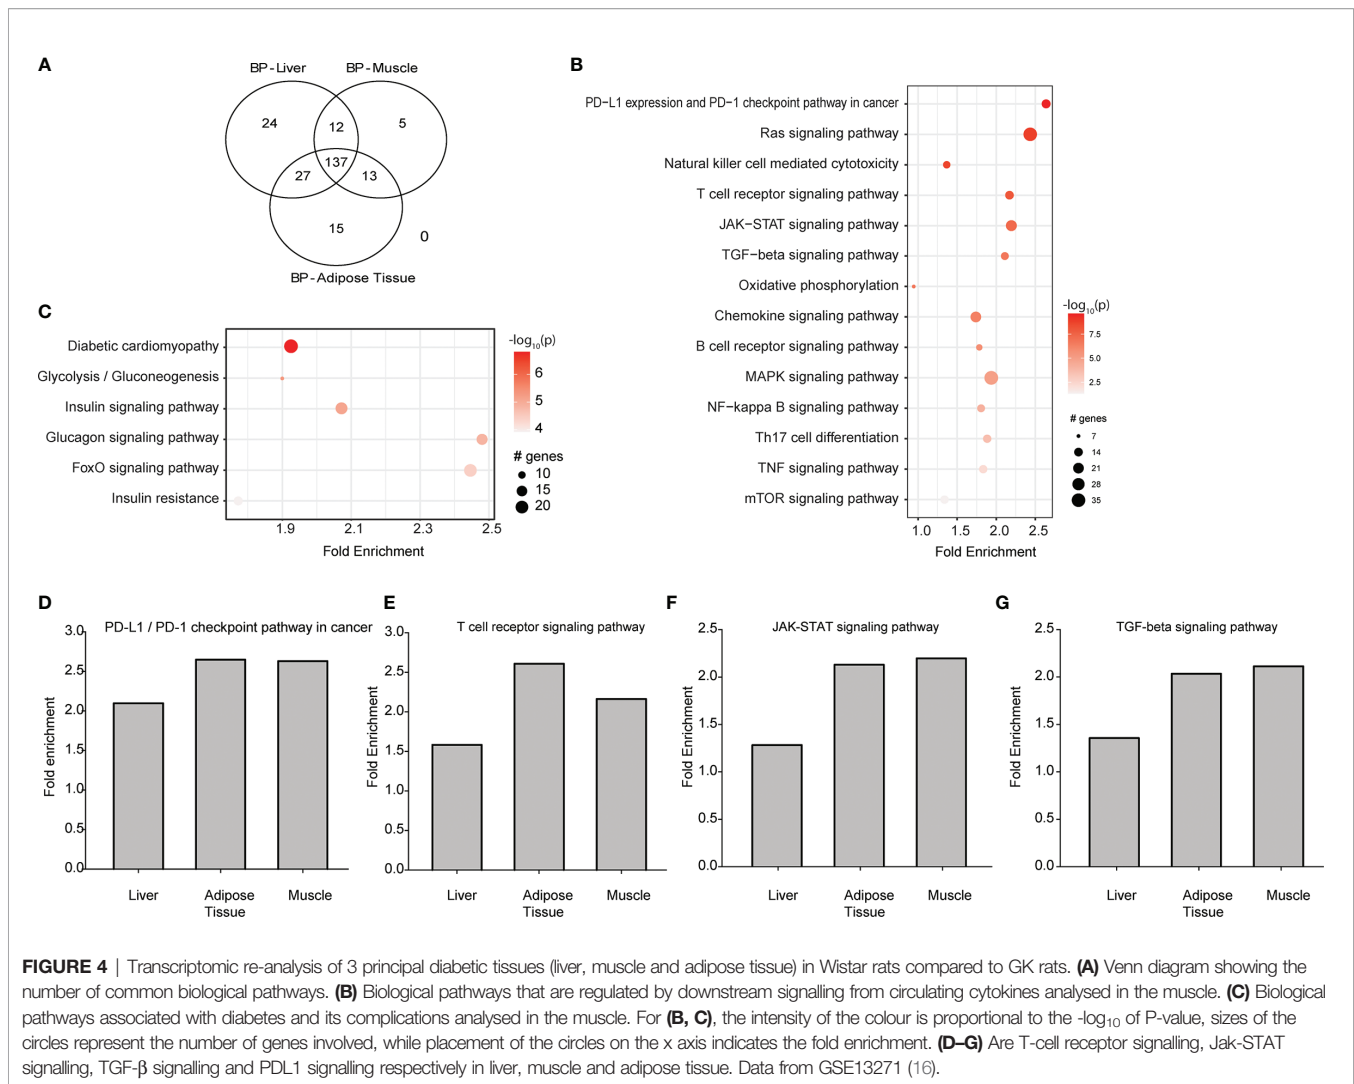 A
BP-Liver
BP-Muscle
24
12
5
137
27
13
15
0
BP-Adipose Tissue
B
PD-L1 expression and PD-1 checkpoint pathway in cancer
Ras signaling pathway
Natural killer cell mediated cytotoxicity
T cell receptor signaling pathway
JAK-STAT signaling pathway
TGF-beta signaling pathway
Oxidative phosphorylation
Chemokine signaling pathway
B cell receptor signaling pathway
MAPK signaling pathway
NF-kappa B signaling pathway
Th17 cell differentiation
TNF signaling pathway
mTOR signaling pathway
1.0 1.5 2.0 2.5
Fold Enrichment
-log10(p)
7.5
5.0
2.5
# genes
7
14
21
28
35
C
Diabetic cardiomyopathy
Glycolysis / Gluconeogenesis
Insulin signaling pathway
Glucagon signaling pathway
FoxO signaling pathway
Insulin resistance
1.9 2.1 2.3 2.5
Fold Enrichment
-log10(p)
6
5
4
# genes
10
15
20
D
PD-L1 / PD-1 checkpoint pathway in cancer
Fold enrichment
3.0
2.5
2.0
1.5
1.0
0.5
0.0
Liver Adipose Muscle
Tissue
E
T cell receptor signaling pathway
Fold Enrichment
3.0
2.5
2.0
1.5
1.0
0.5
0.0
Liver Adipose Muscle
Tissue
F
JAK-STAT signaling pathway
Fold Enrichment
2.5
2.0
1.5
1.0
0.5
0.0
Liver Adipose Muscle
Tissue
G
TGF-beta signaling pathway
Fold Enrichment
2.5
2.0
1.5
1.0
0.5
0.0
Liver Adipose Muscle
Tissue
FIGURE 4 | Transcriptomic re-analysis of 3 principal diabetic tissues (liver, muscle and adipose tissue) in Wistar rats compared to GK rats. (A) Venn diagram showing the
number of common biological pathways. (B) Biological pathways that are regulated by downstream signalling from circulating cytokines analysed in the muscle. (C) Biological
pathways associated with diabetes and its complications analysed in the muscle. For (B, C), the intensity of the colour is proportional to the -log10 of P-value, sizes of the
circles represent the number of genes involved, while placement of the circles on the x axis indicates the fold enrichment. (D–G) Are T-cell receptor signalling, Jak-STAT
signalling, TGF-β signalling and PDL1 signalling respectively in liver, muscle and adipose tissue. Data from GSE13271 (16).